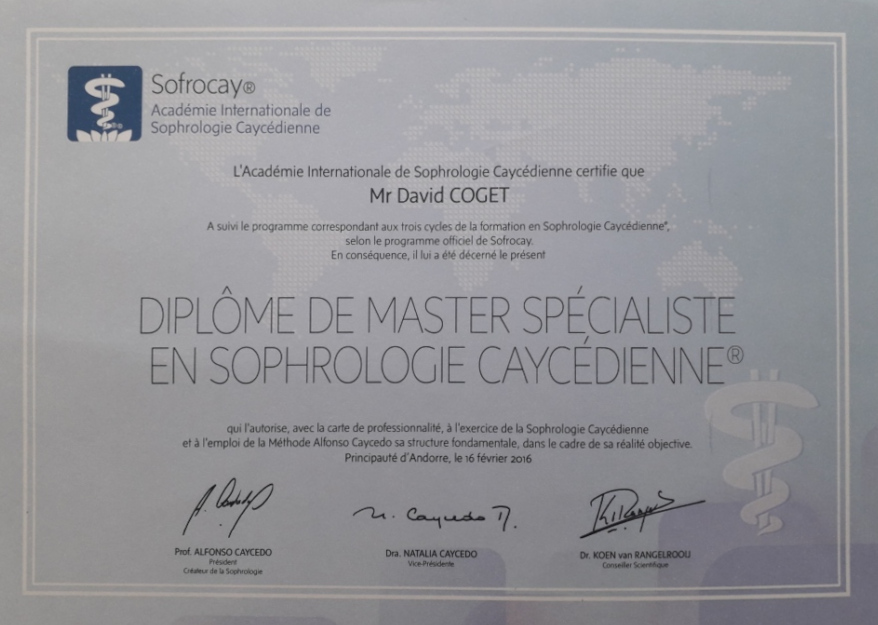 Sofrocay®
Académie Internationale de
Sophrologie Caycédienne
L'Académie Internationale de Sophrologie Caycédienne certifie que
Mr David COGET
A suivi le programme correspondant aux trois cycles de la formation en Sophrologie Caycédienne®,
selon le programme officiel de Sofrocay.
En conséquence, il lui a été décerné le présent
DIPLÔME DE MASTER SPÉCIALISTE
EN SOPHROLOGIE CAYCÉDIENNE®
qui l'autorise, avec la carte de professionnalité, à l'exercice de la Sophrologie Caycédienne
et à l'emploi de la Méthode Alfonso Caycedo sa structure fondamentale, dans le cadre de sa réalité objective.
Principauté d'Andorre, le 16 février 2016
N. Caycedo
Prof. ALFONSO CAYCEDO
Président
Créateur de la Sophrologie
Dra. NATALIA CAYCEDO
Vice-Présidente
Dr. KOEN van RANGELROOIJ
Conseiller Scientifique